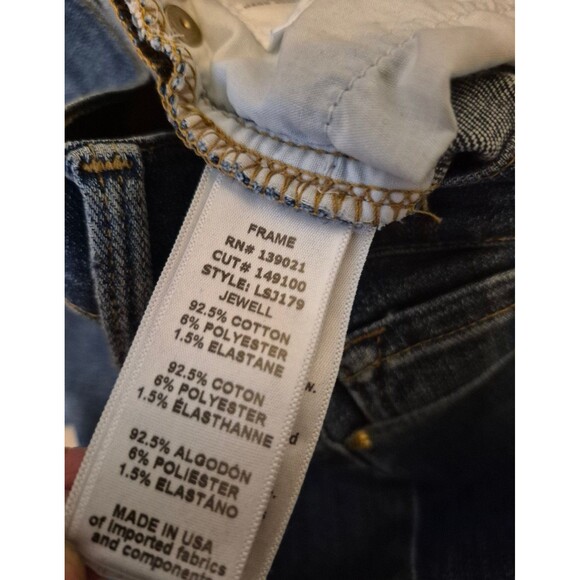 FRAME
RN# 139021
CUT# 149100
STYLE: LSJ179
JEWELL
92.5% COTTON
6% POLYESTER
1.5% ELASTANE
92.5% COTON
6% POLYESTER
1.5% ÉLASTHANNE
92.5% ALGODÓN
6% POLIESTER
1.5% ELASTÁNO
MADE IN USA
of imported fabrics
and components